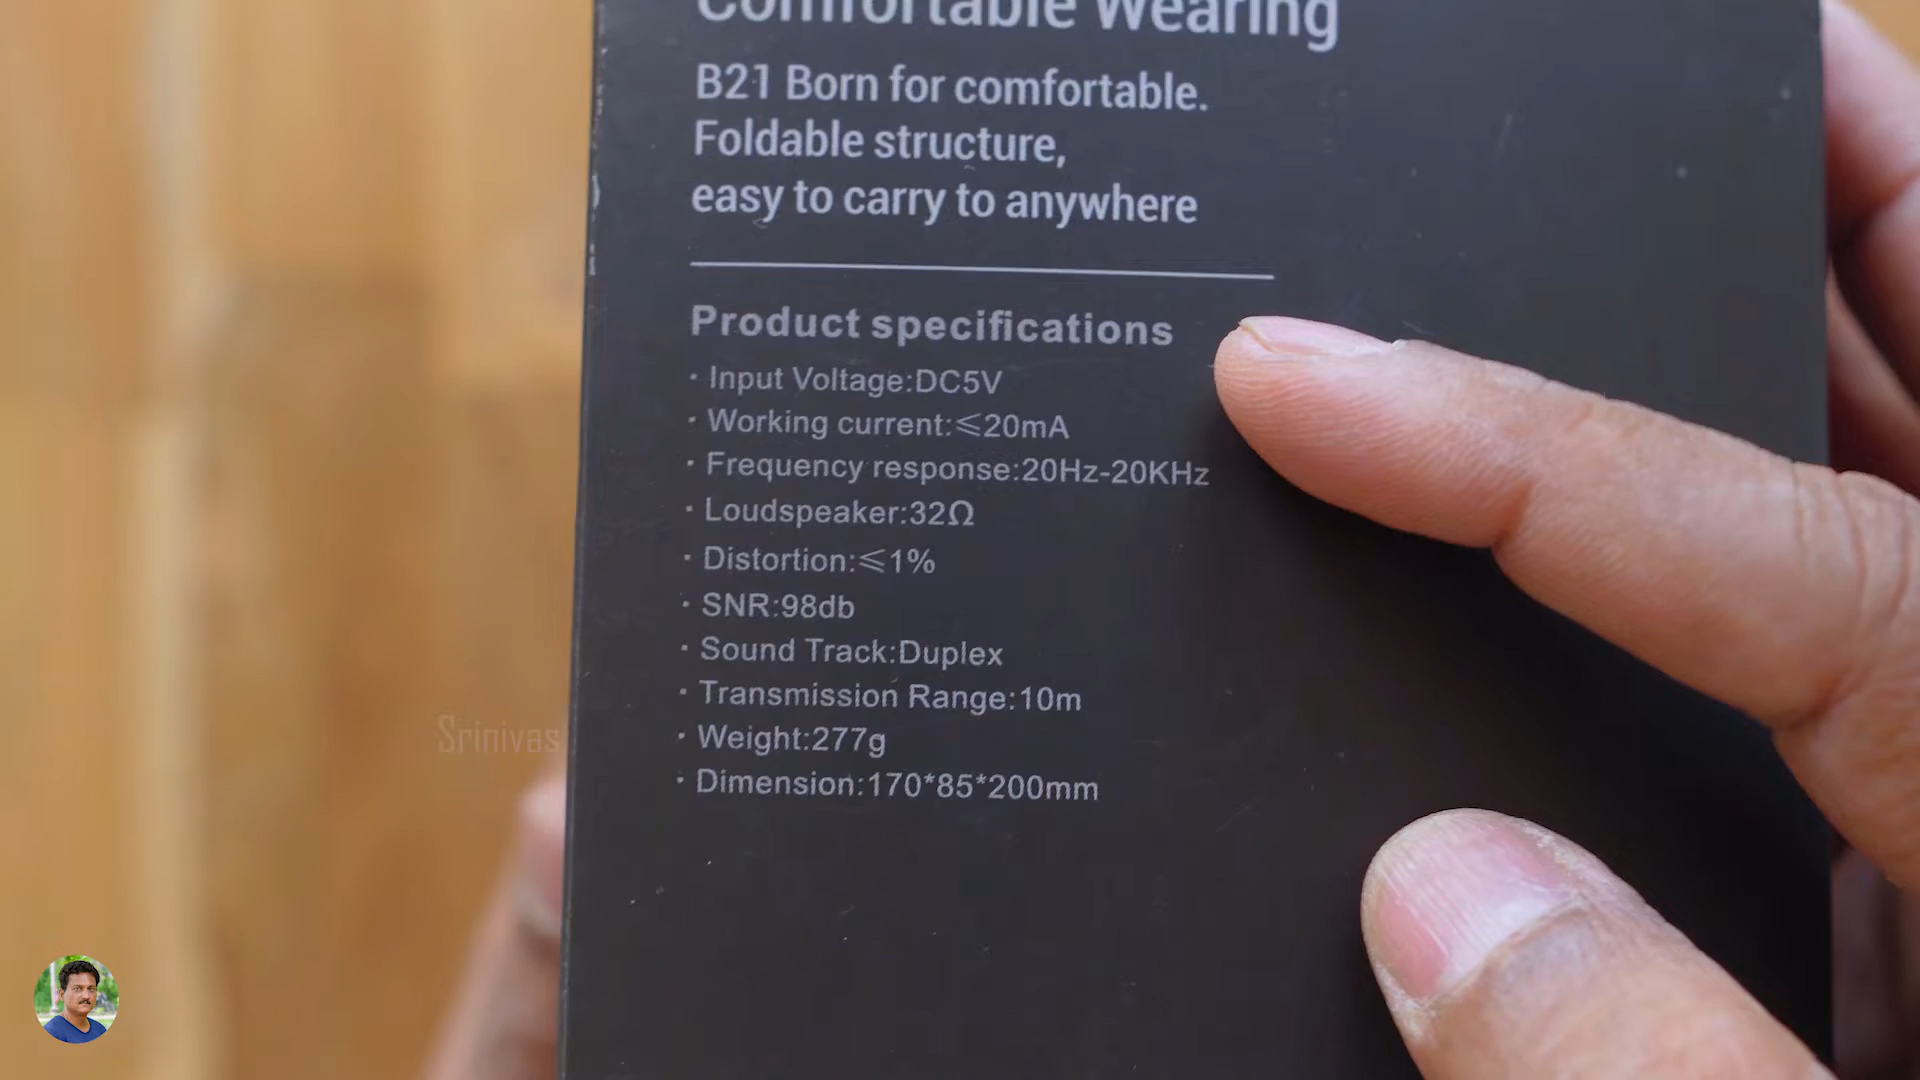 Comfortable Wearing
B21 Born for comfortable.
Foldable structure,
easy to carry to anywhere
Product specifications
· Input Voltage:DC5V
· Working current:⩽20mA
· Frequency response:20Hz-20KHz
· Loudspeaker:32Ω
· Distortion:⩽1%
· SNR:98db
· Sound Track:Duplex
· Transmission Range:10m
· Weight:277g
· Dimension:170*85*200mm
Srinivas